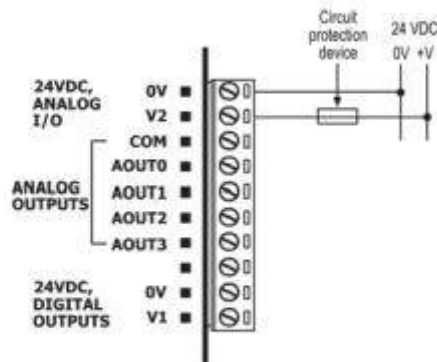 Circuit
protection
device
24 VDC
0V +V
24VDC,
ANALOG
I/O
0V
V2
COM
AOUT0
ANALOG
OUTPUTS
AOUT1
AOUT2
AOUT3
24VDC,
DIGITAL
OUTPUTS
0V
V1